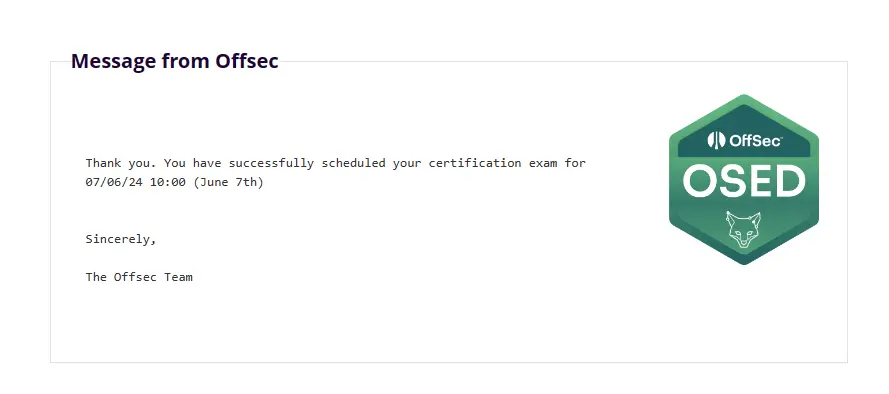 Message from Offsec
OffSec
OSED
Thank you. You have successfully scheduled your certification exam for
07/06/24 10:00 (June 7th)
Sincerely,
The Offsec Team